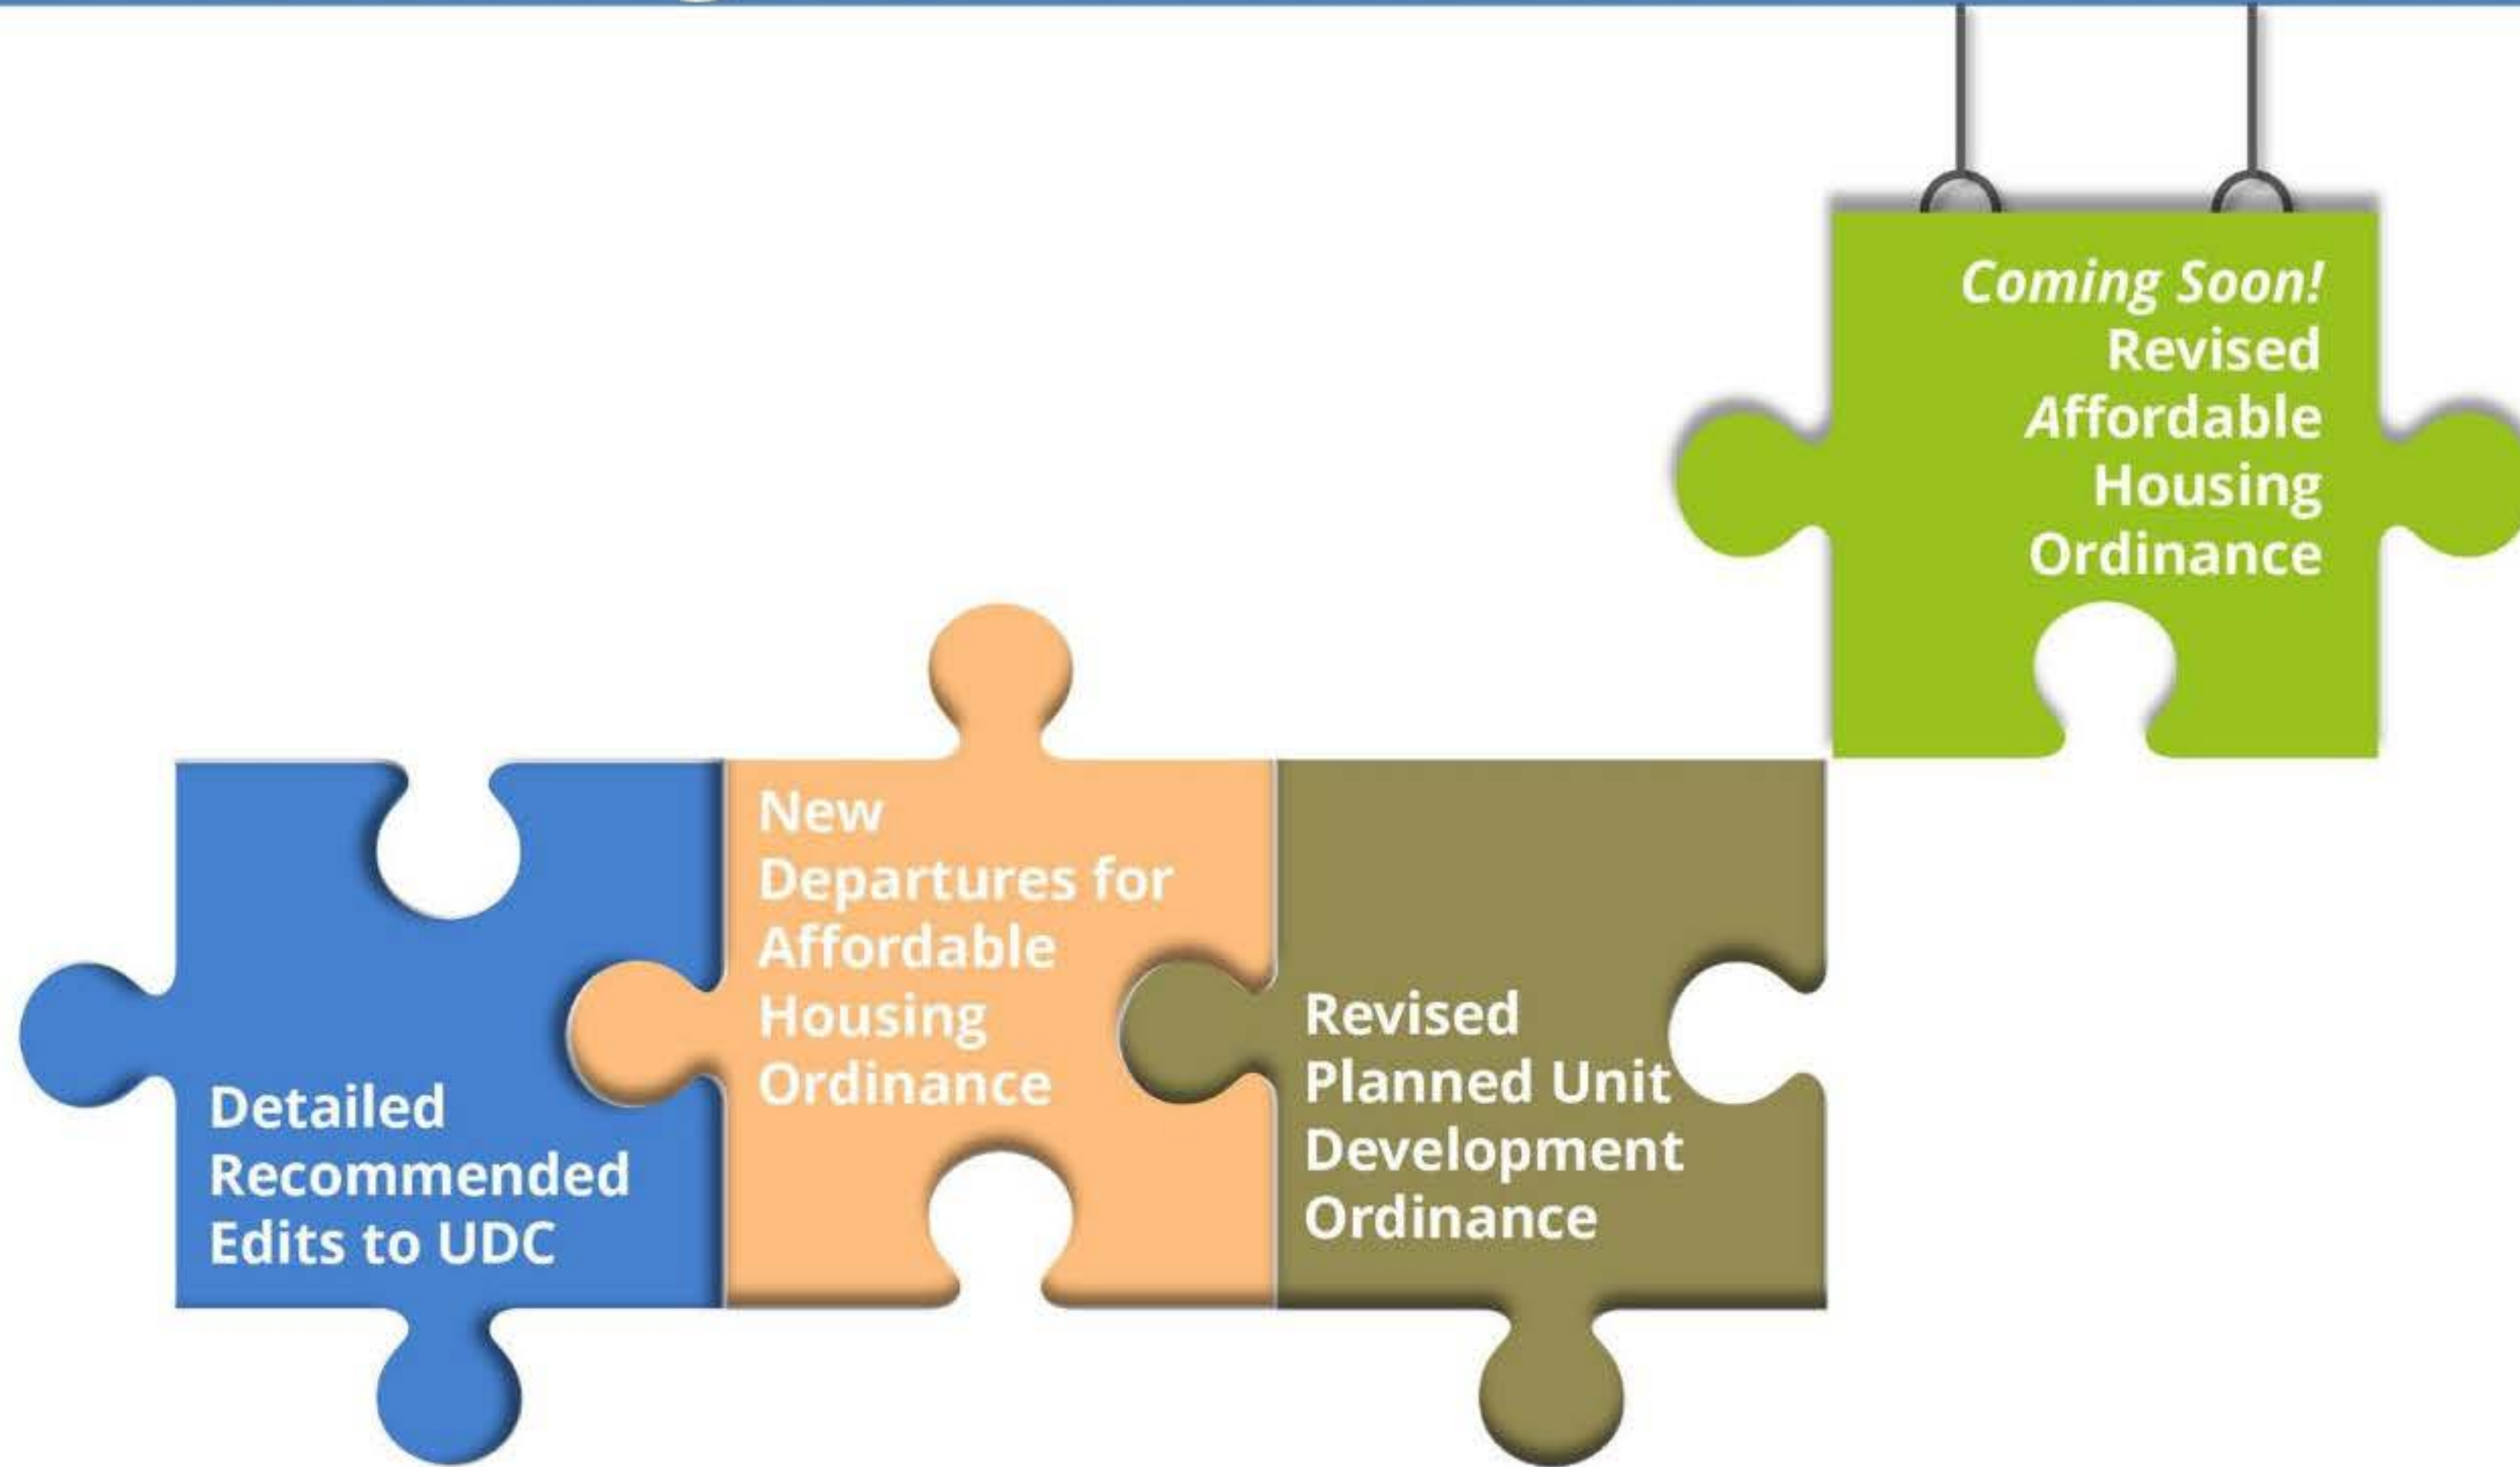 Coming Soon!
Revised
Affordable
Housing
Ordinance
New
Departures for
Affordable
Housing
Ordinance
Revised
Planned Unit
Development
Ordinance
Detailed
Recommended
Edits to UDC